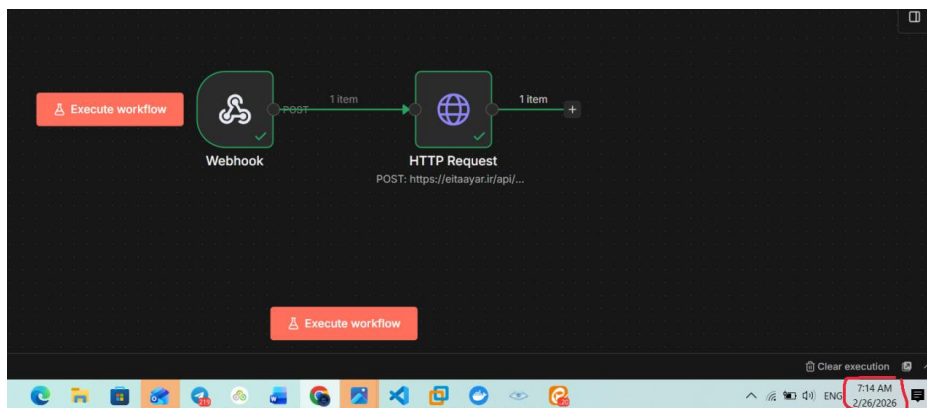 Execute workflow
POST
1 item
1 item
Webhook
HTTP Request
POST: https://eitaayar.ir/api/...
Execute workflow
Clear execution
ENG
7:14 AM
2/26/2026